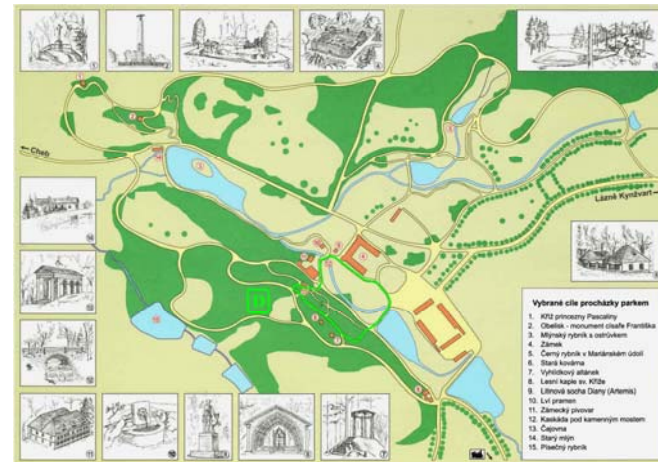 ← Cheb
Lázně Kynžvart →
D
Vybrané cíle procházky parkem
1. Kříž princezny Pascaliny
2. Obelisk - monument císaře Františka
3. Mlýnský rybník s ostrůvkem
4. Zámek
5. Černý rybník v Mariánském údolí
6. Stará kovárna
7. Vyhlídkový altánek
8. Lesní kaple sv. Kříže
9. Litinová socha Diany (Artemis)
10. Lví pramen
11. Zámecký pivovar
12. Kaskáda pod kamenným mostem
13. Čajovna
14. Starý mlýn
15. Písečný rybník